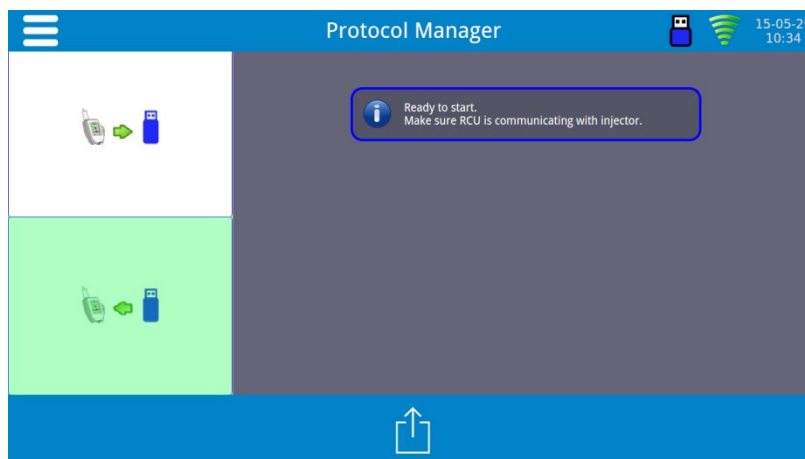 Protocol Manager
15-05-2
10:34
Ready to start.
Make sure RCU is communicating with injector.